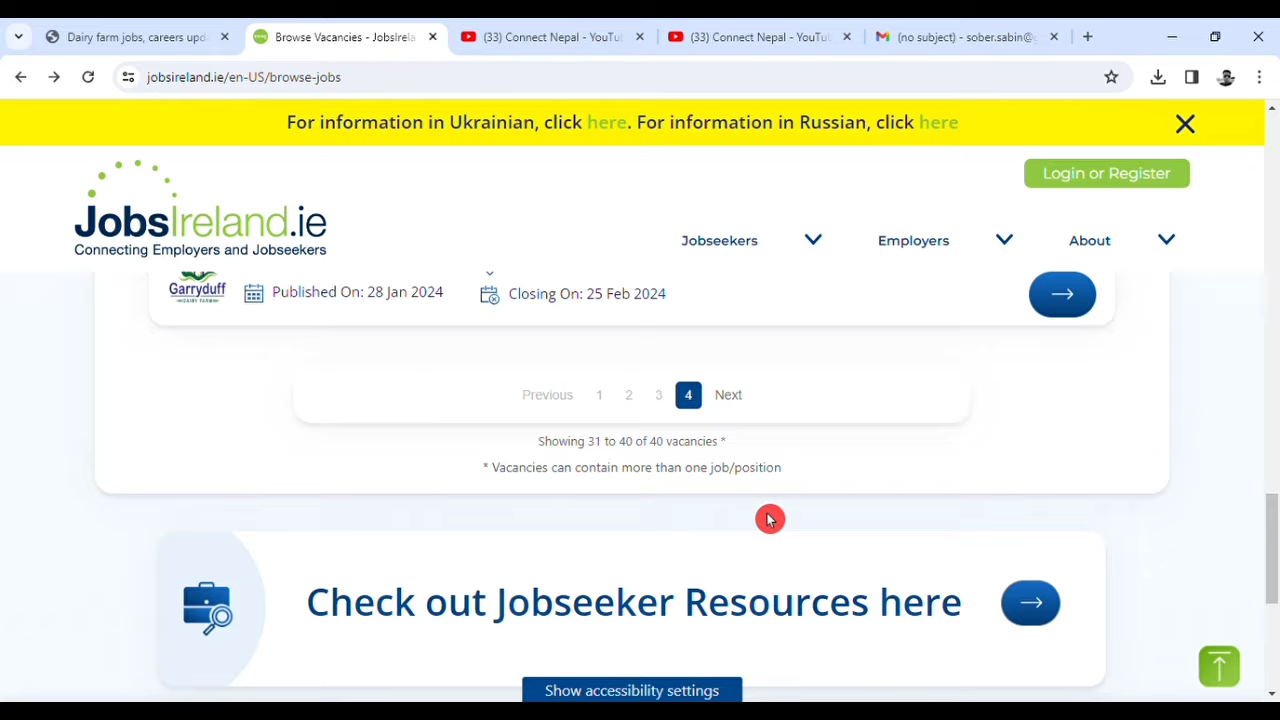 Dairy farm jobs, careers upd
Browse Vacancies - JobsIrela
(33) Connect Nepal - YouTu
(33) Connect Nepal - YouTu
(no subject) - sober.sabin@g
jobsireland.ie/en-US/browse-jobs
For information in Ukrainian, click here. For information in Russian, click here
Login or Register
JobsIreland.ie
Connecting Employers and Jobseekers
Jobseekers
Employers
About
Garryduff
DAIRY FARM
Published On: 28 Jan 2024
Closing On: 25 Feb 2024
Previous 1 2 3 4 Next
Showing 31 to 40 of 40 vacancies *
* Vacancies can contain more than one job/position
Check out Jobseeker Resources here
Show accessibility settings